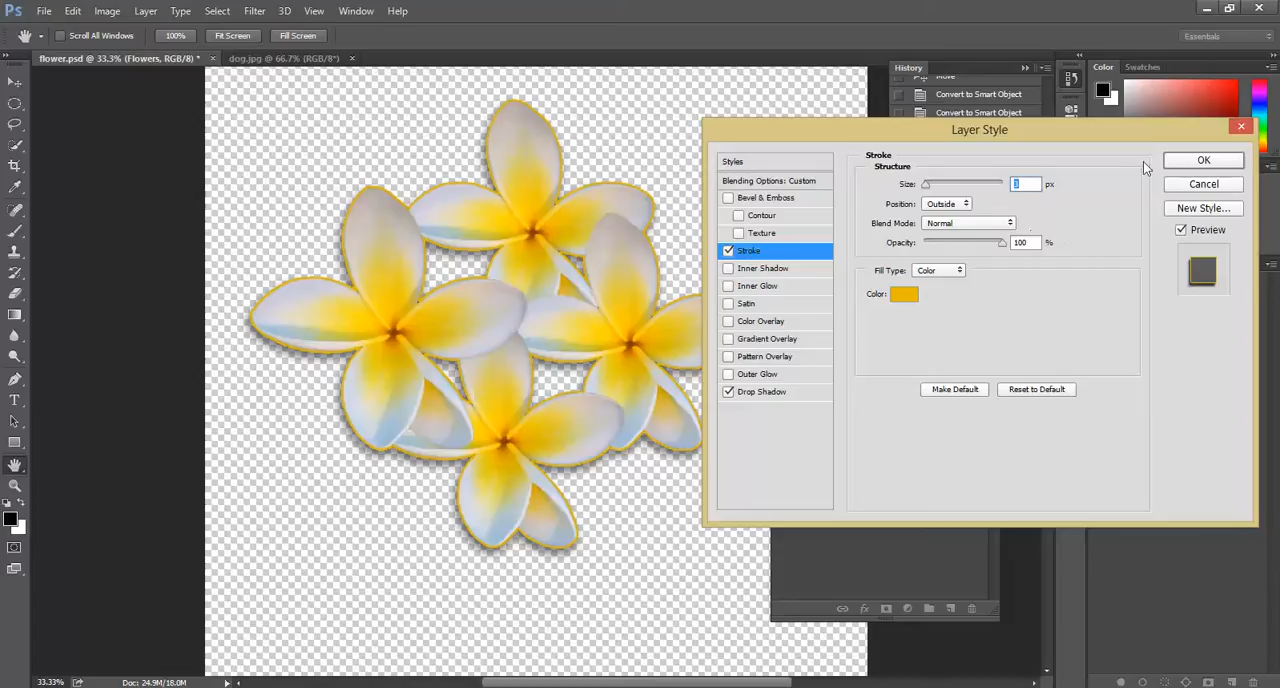 Ps File Edit Image Layer Type Select Filter 3D View Window Help
Scroll All Windows 100% Fit Screen Fill Screen Essentials
flower.psd @ 33.3% (Flowers, RGB/8) * × dog.jpg @ 66.7% (RGB/8*) ×
History
Color Swatches
Move
Convert to Smart Object
Convert to Smart Object
Layer Style
Styles
Blending Options: Custom
Bevel & Emboss
Contour
Texture
Stroke
Inner Shadow
Inner Glow
Satin
Color Overlay
Gradient Overlay
Pattern Overlay
Outer Glow
Drop Shadow
Stroke
Structure
Size: 3 px
Position: Outside
Blend Mode: Normal
Opacity: 100 %
Fill Type: Color
Color:
Make Default Reset to Default
OK
Cancel
New Style...
Preview
33.33% Doc: 24.9M/18.0M